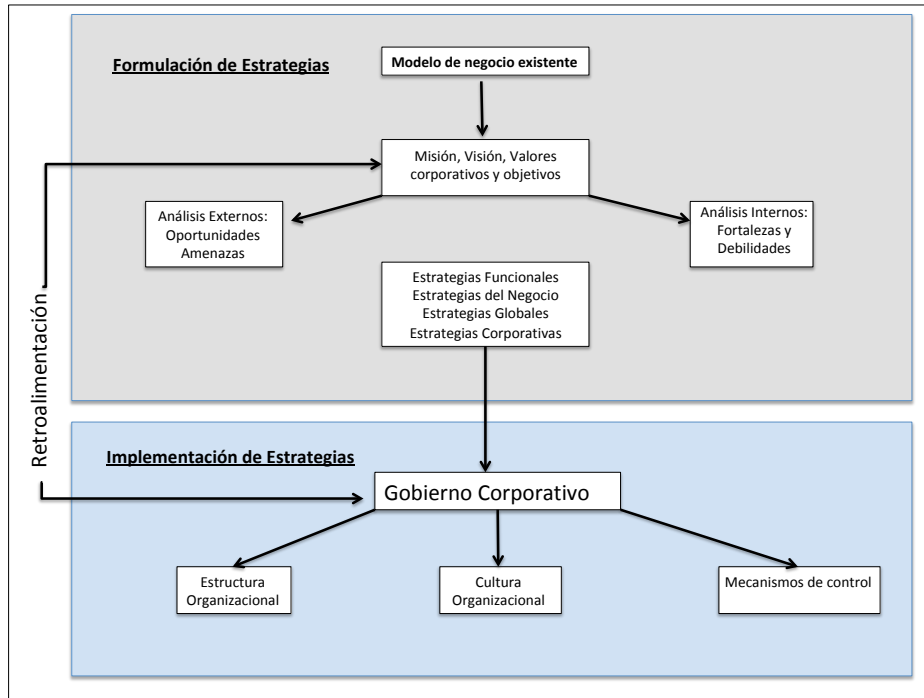 Formulación de Estrategias
Modelo de negocio existente
Misión, Visión, Valores
corporativos y objetivos
Análisis Externos:
Oportunidades
Amenazas
Análisis Internos:
Fortalezas y
Debilidades
Estrategias Funcionales
Estrategias del Negocio
Estrategias Globales
Estrategias Corporativas
Retroalimentación
Implementación de Estrategias
Gobierno Corporativo
Estructura
Organizacional
Cultura
Organizacional
Mecanismos de control